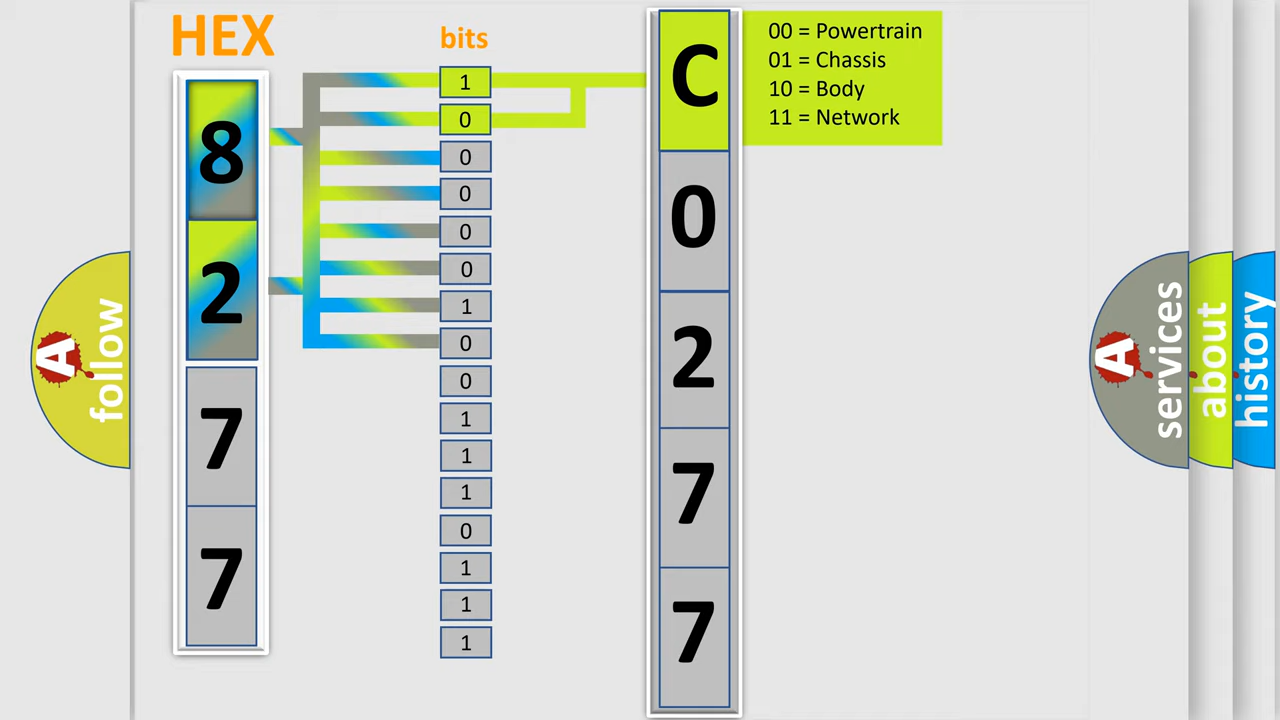 HEX
bits
8
2
7
7
1
0
0
0
0
0
1
0
0
1
1
1
0
1
1
1
C
0
2
7
7
00 = Powertrain
01 = Chassis
10 = Body
11 = Network
A
follow
A
services
about
history